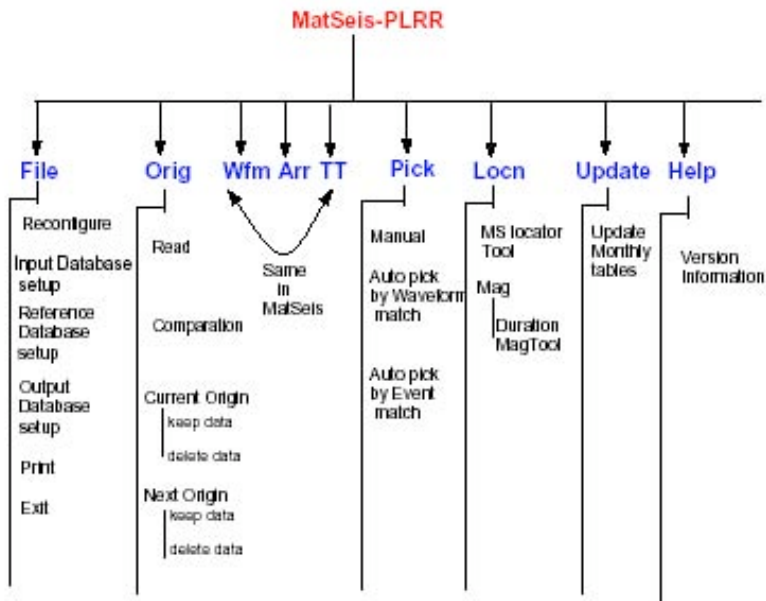 MatSeis-PLRR
File
Orig
Wfm
Arr
TT
Pick
Locn
Update
Help
Reconfigure
Input Database
setup
Reference
Database
setup
Output
Database
setup
Print
Exit
Read
Comparation
Current Origin
keep data
delete data
Next Origin
keep data
delete data
Same
in
MatSeis
Manual
Auto pick
by Waveform
match
Auto pick
by Event
match
MS locator
Tool
Mag
Duration
MagTool
Update
Monthly
tables
Version
Information